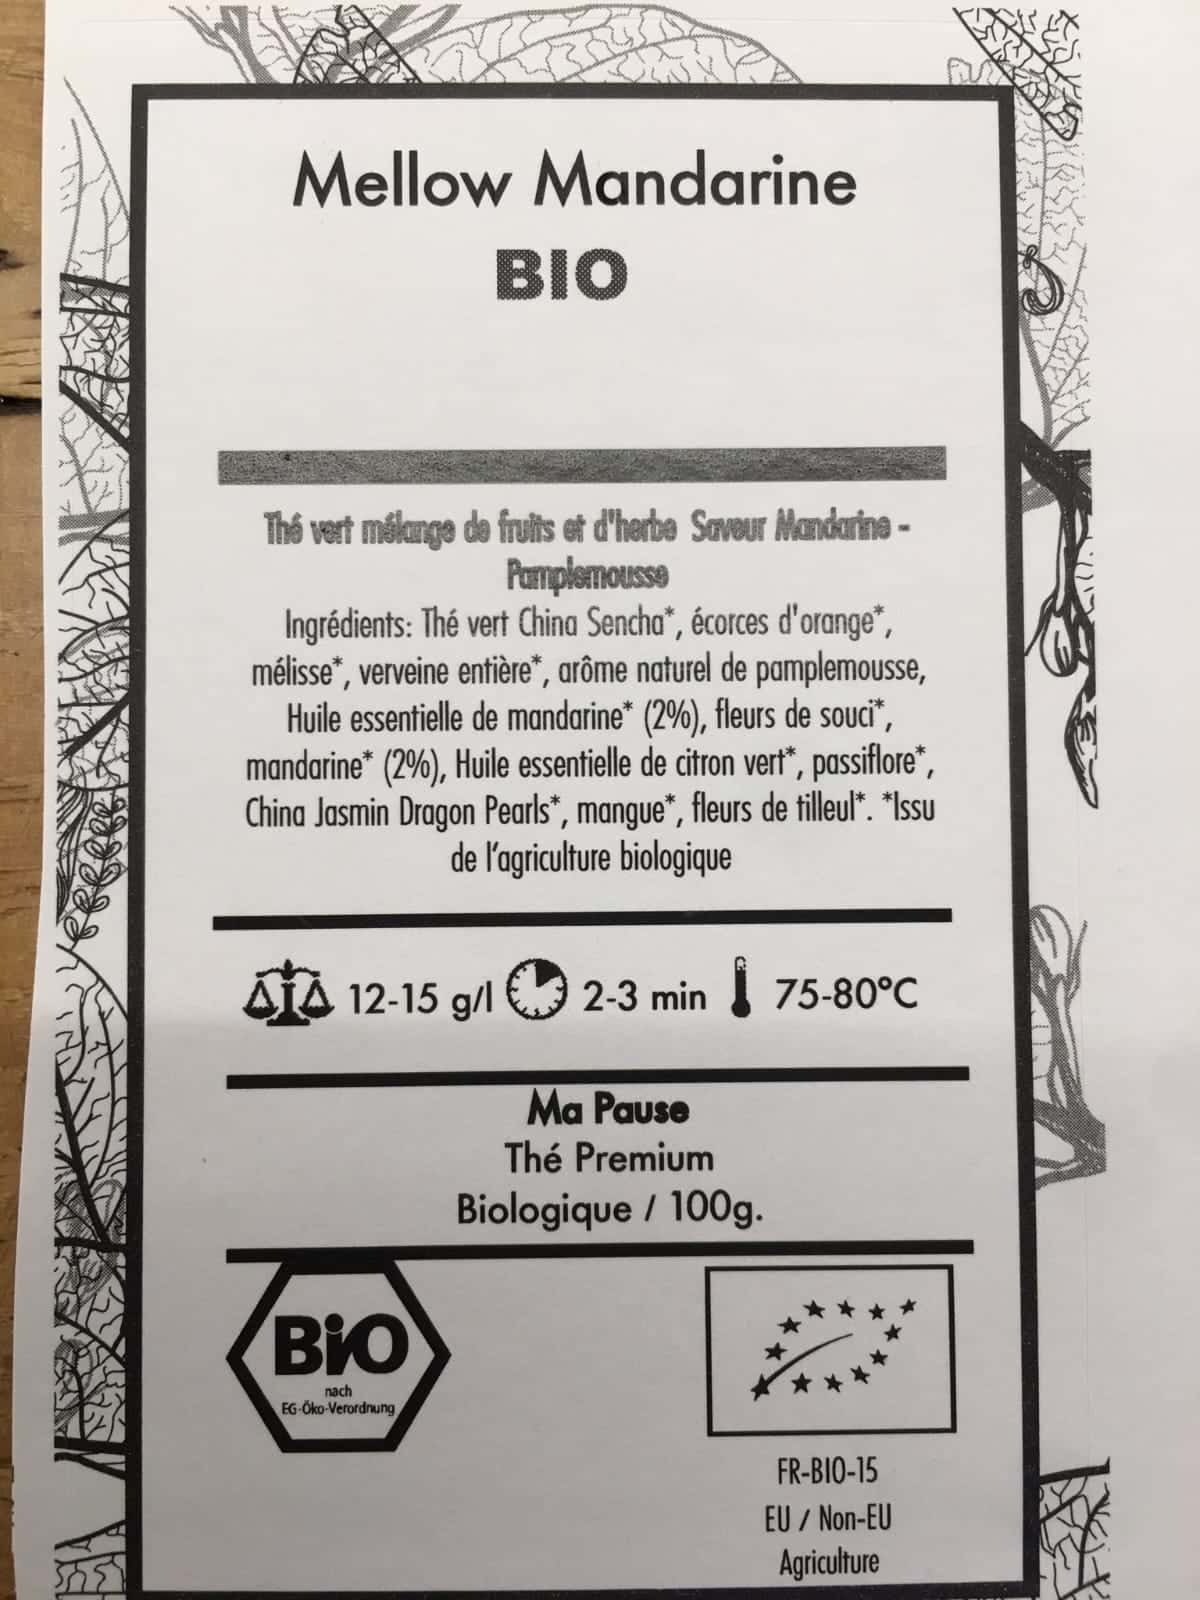 Mellow Mandarine
BIO
Thé vert mélange de fruits et d'herbe Saveur Mandarine -
Pamplemousse
Ingrédients: Thé vert China Sencha*, écorces d'orange*,
mélisse*, verveine entière*, arôme naturel de pamplemousse,
Huile essentielle de mandarine* (2%), fleurs de souci*,
mandarine* (2%), Huile essentielle de citron vert*, passiflore*,
China Jasmin Dragon Pearls*, mangue*, fleurs de tilleul*. *Issu
de l'agriculture biologique
12-15 g/l 2-3 min 75-80°C
Ma Pause
Thé Premium
Biologique / 100g.
BiO
nach
EG-Öko-Verordnung
FR-BIO-15
EU / Non-EU
Agriculture